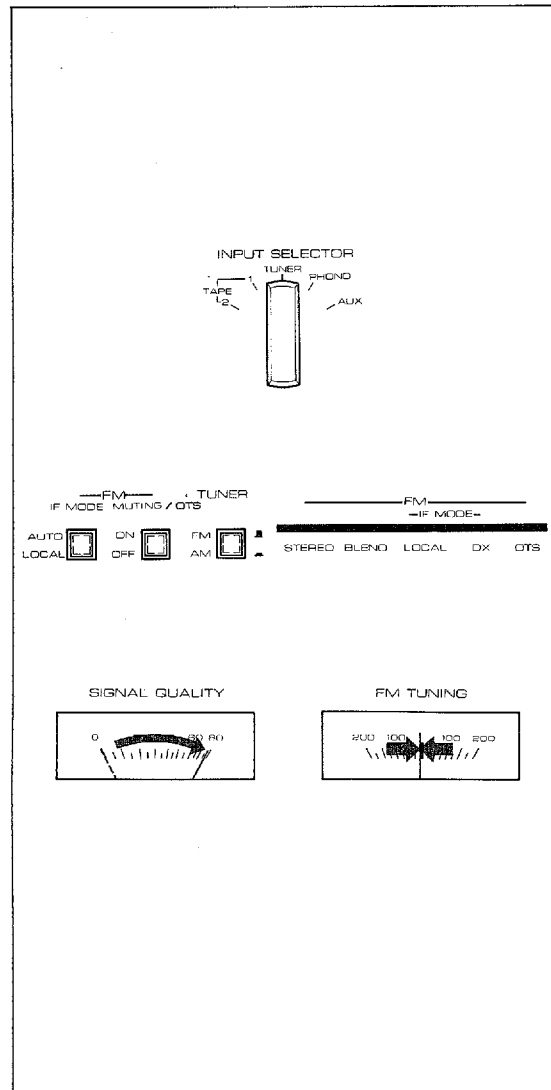 INPUT SELECTOR
TUNER
1 PHONO
TAPE
2 AUX
FM TUNER FM
IF MODE MUTING / OTS
IF MODE
AUTO ON FM
LOCAL OFF AM
STEREO BLEND LOCAL DX OTS
SIGNAL QUALITY FM TUNING
0 60 80
200 100 100 200